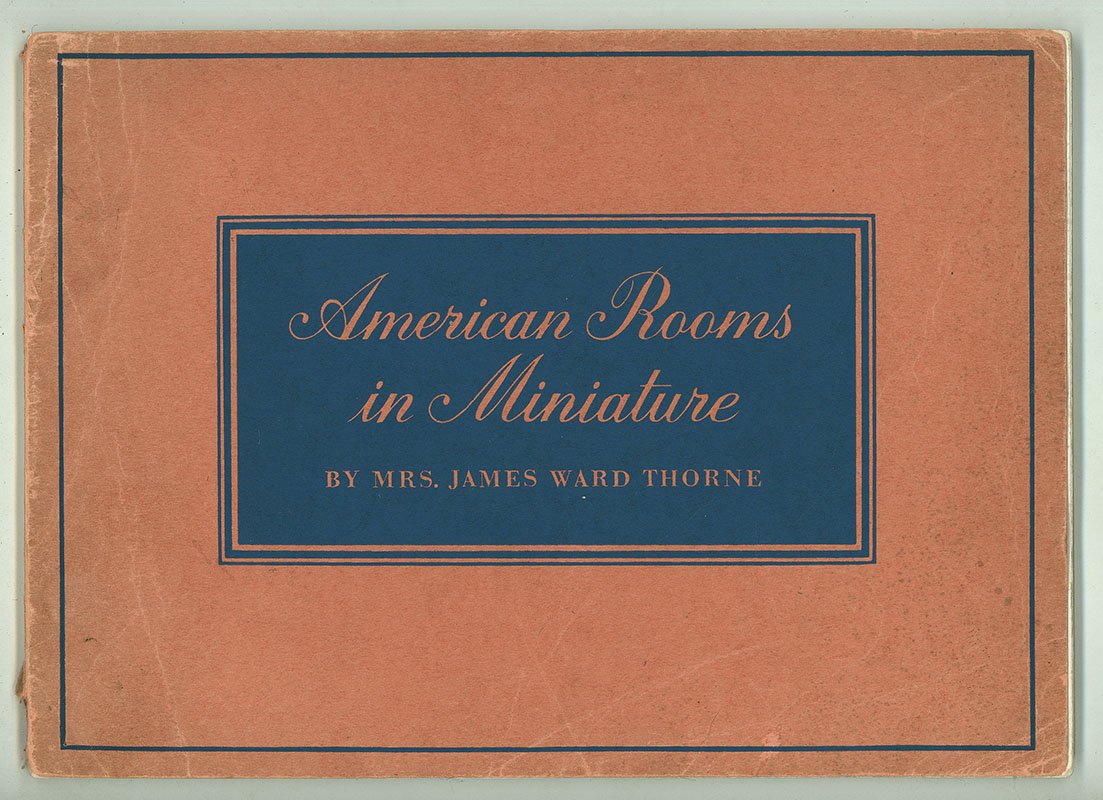 American Rooms
in Miniature
BY MRS. JAMES WARD THORNE